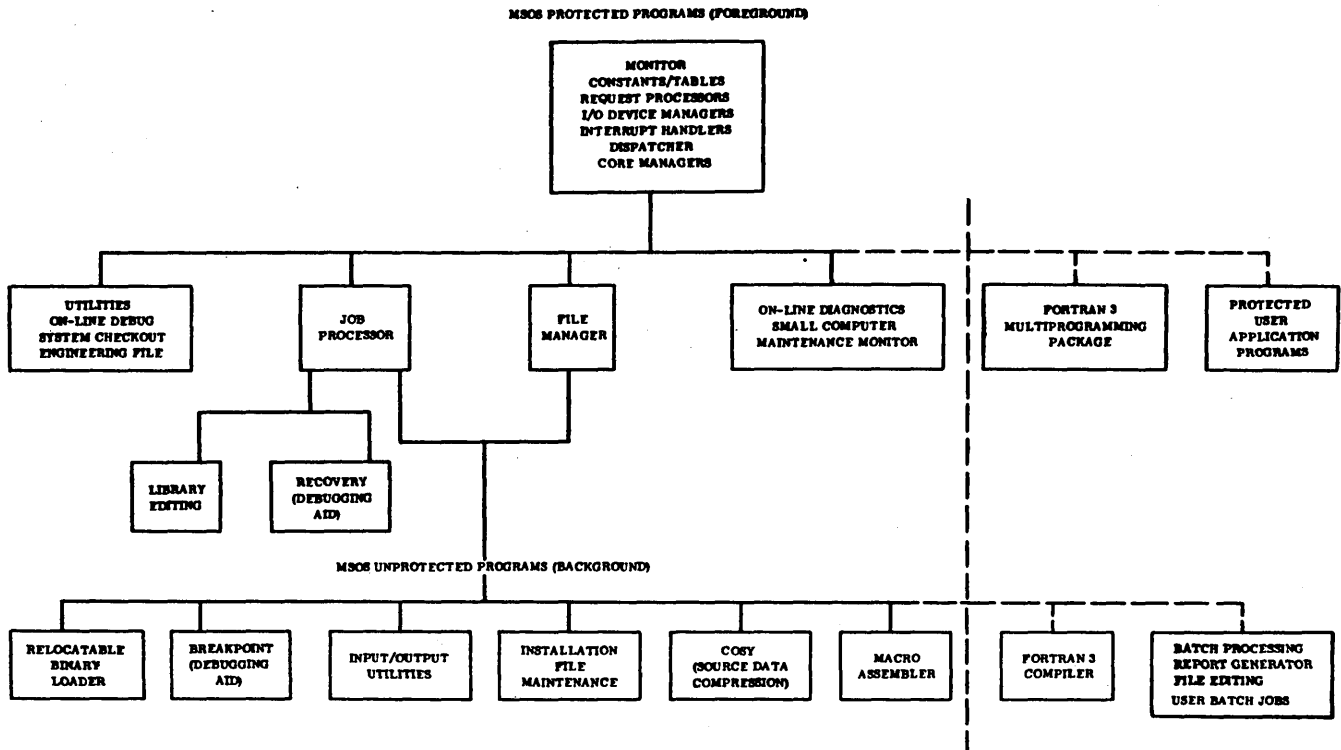 MSOS PROTECTED PROGRAMS (FOREGROUND)
MONITOR
CONSTANTS/TABLES
REQUEST PROCESSORS
I/O DEVICE MANAGERS
INTERRUPT HANDLERS
DISPATCHER
CORE MANAGERS
UTILITIES
ON-LINE DEBUG
SYSTEM CHECKOUT
ENGINEERING FILE
JOB
PROCESSOR
FILE
MANAGER
ON-LINE DIAGNOSTICS
SMALL COMPUTER
MAINTENANCE MONITOR
FORTRAN 3
MULTIPROGRAMMING
PACKAGE
PROTECTED
USER
APPLICATION
PROGRAMS
LIBRARY
EDITING
RECOVERY
(DEBUGGING
AID)
MSOS UNPROTECTED PROGRAMS (BACKGROUND)
RELOCATABLE
BINARY
LOADER
BREAKPOINT
(DEBUGGING
AID)
INPUT/OUTPUT
UTILITIES
INSTALLATION
FILE
MAINTENANCE
COSY
(SOURCE DATA
COMPRESSION)
MACRO
ASSEMBLER
FORTRAN 3
COMPILER
BATCH PROCESSING
REPORT GENERATOR
FILE EDITING
USER BATCH JOBS